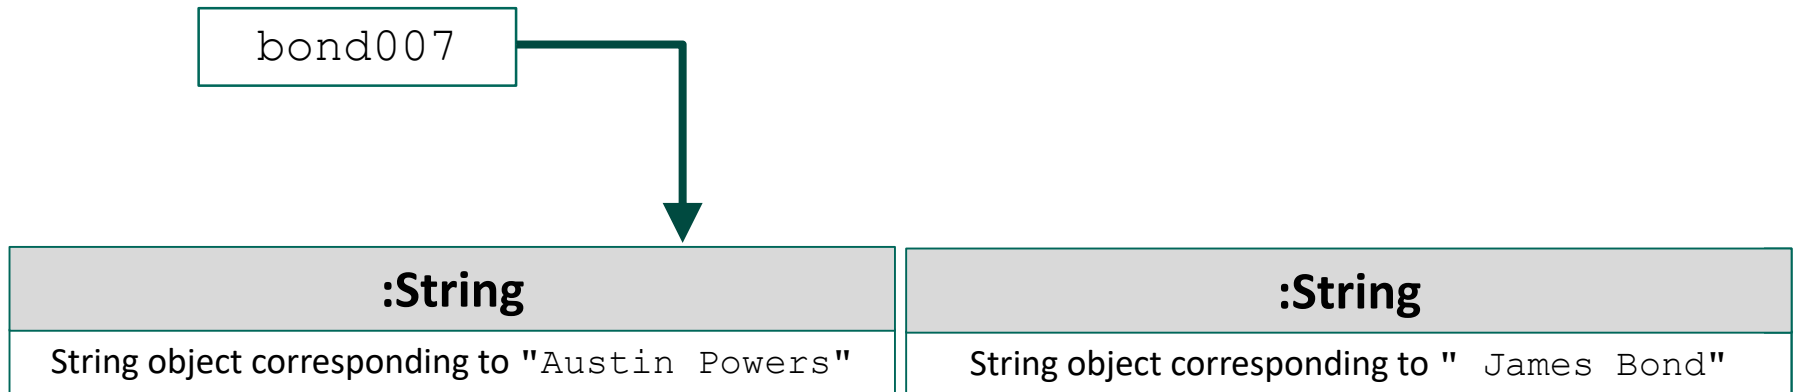 bond007
:String
String object corresponding to "Austin Powers"
:String
String object corresponding to " James Bond"